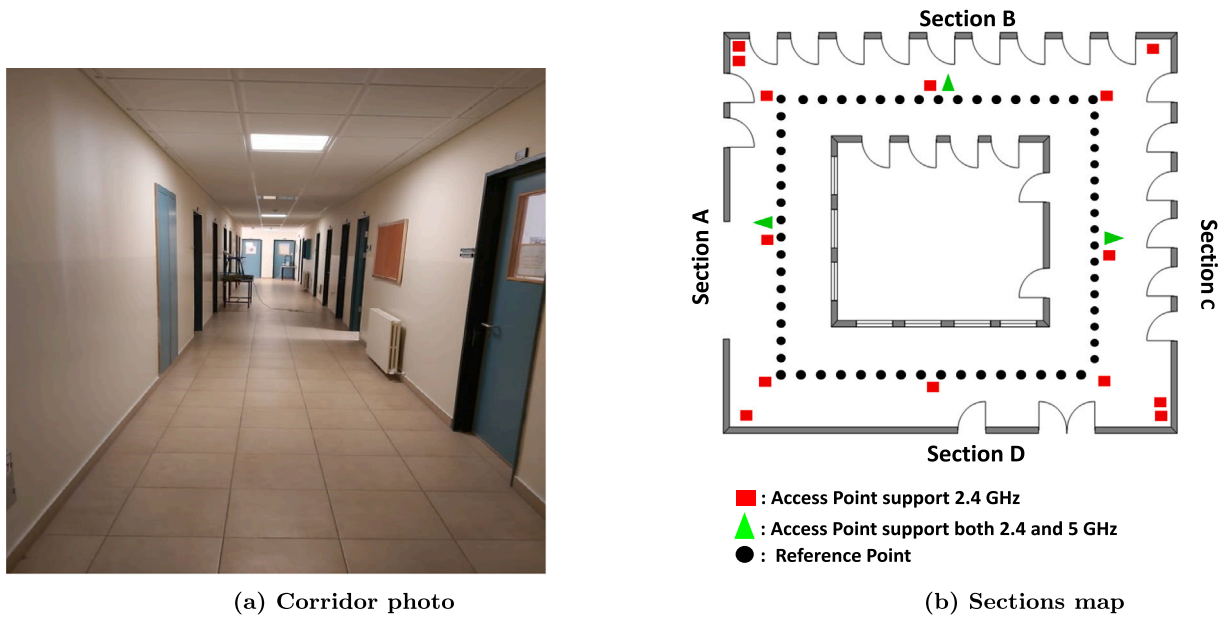 Section B
Section A
Section c
Section D
: Access Point support 2.4 GHz
: Access Point support both 2.4 and 5 GHz
: Reference Point
(a) Corridor photo
(b) Sections map